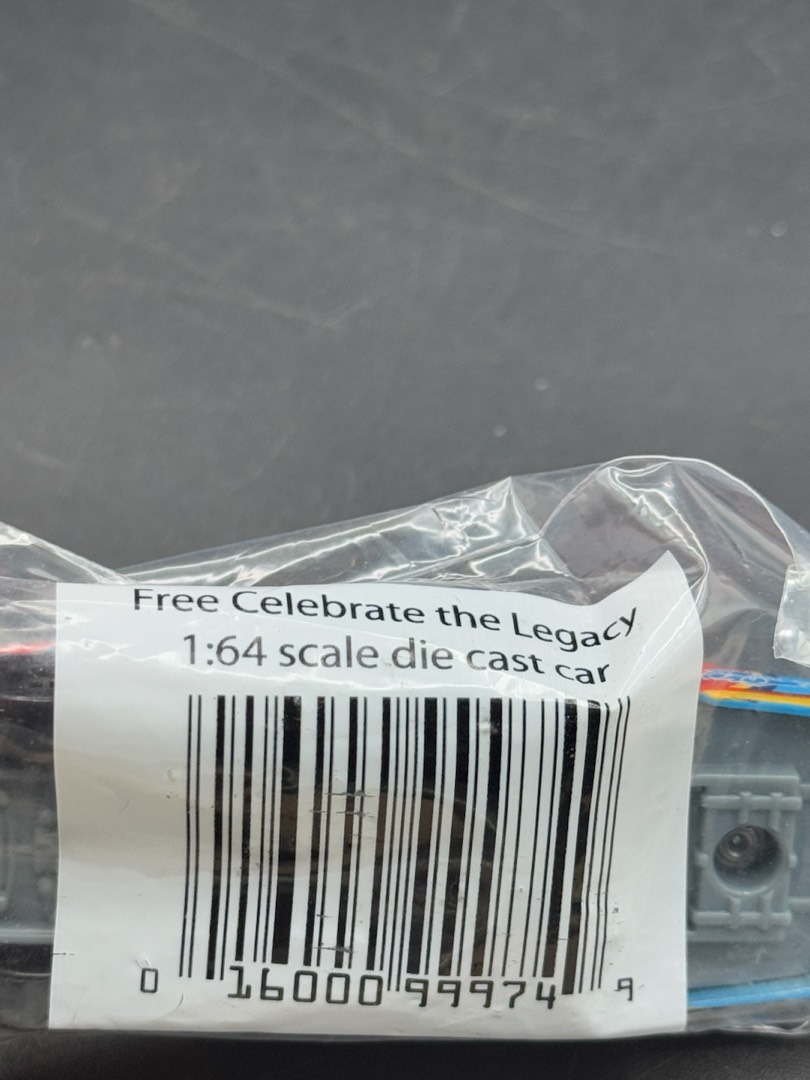 Free Celebrate the Legacy
1:64 scale die cast car
0 16000 99974 9